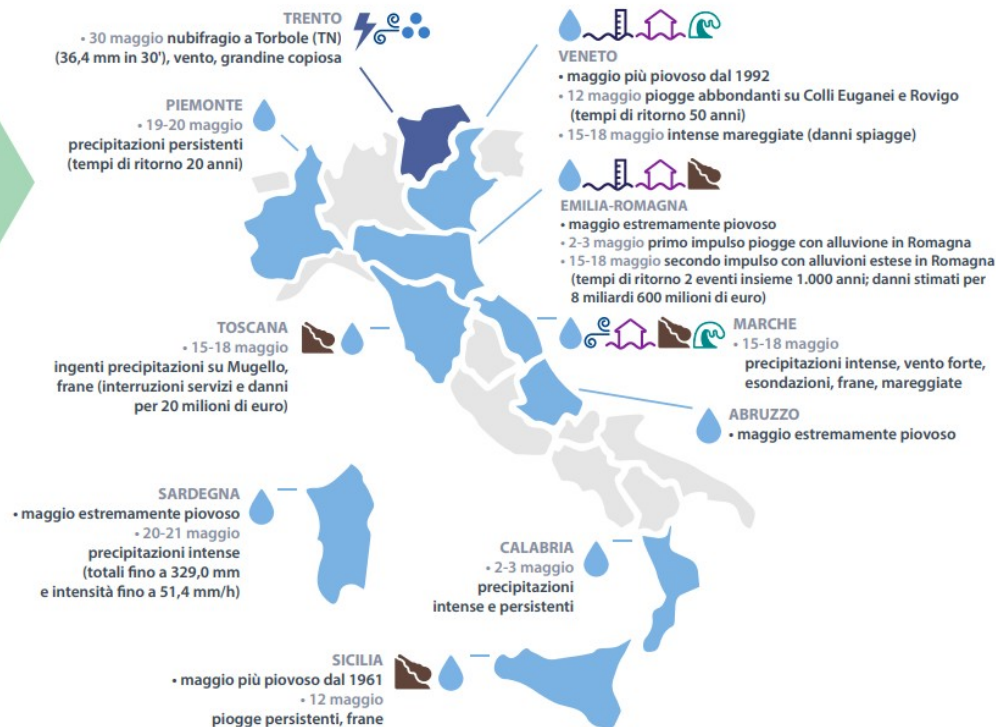 TRENTO
• 30 maggio nubifragio a Torbole (TN)
(36,4 mm in 30'), vento, grandine copiosa
PIEMONTE
• 19-20 maggio
precipitazioni persistenti
(tempi di ritorno 20 anni)
VENETO
• maggio più piovoso dal 1992
• 12 maggio piogge abbondanti su Colli Euganei e Rovigo
(tempi di ritorno 50 anni)
• 15-18 maggio intense mareggiate (danni spiagge)
EMILIA-ROMAGNA
• maggio estremamente piovoso
• 2-3 maggio primo impulso piogge con alluvione in Romagna
• 15-18 maggio secondo impulso con alluvioni estese in Romagna
(tempi di ritorno 2 eventi insieme 1.000 anni; danni stimati per
8 miliardi 600 milioni di euro)
TOSCANA
• 15-18 maggio
ingenti precipitazioni su Mugello,
frane (interruzioni servizi e danni
per 20 milioni di euro)
MARCHE
• 15-18 maggio
precipitazioni intense, vento forte,
esondazioni, frane, mareggiate
ABRUZZO
• maggio estremamente piovoso
SARDEGNA
• maggio estremamente piovoso
• 20-21 maggio
precipitazioni intense
(totali fino a 329,0 mm
e intensità fino a 51,4 mm/h)
CALABRIA
• 2-3 maggio
precipitazioni
intense e persistenti
SICILIA
• maggio più piovoso dal 1961
• 12 maggio
piogge persistenti, frane